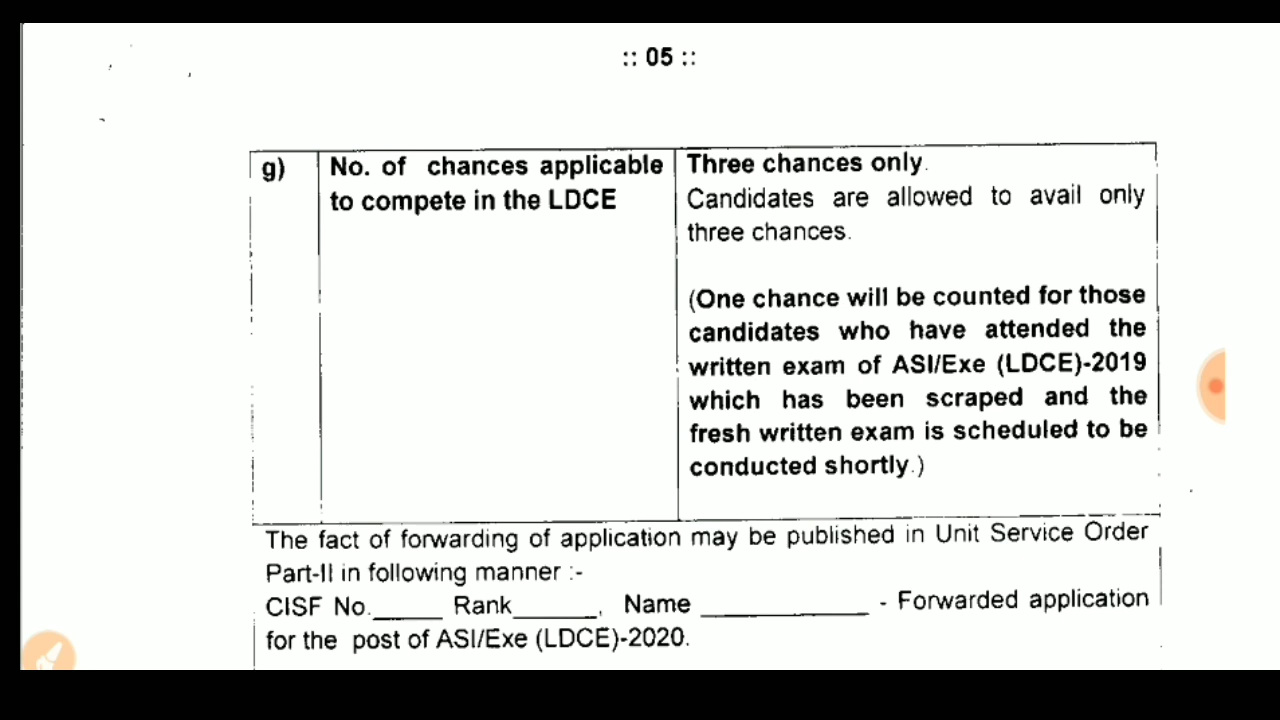 :: 05 ::
g) No. of chances applicable Three chances only.
to compete in the LDCE Candidates are allowed to avail only
three chances.
(One chance will be counted for those
candidates who have attended the
written exam of ASI/Exe (LDCE)-2019
which has been scraped and the
fresh written exam is scheduled to be
conducted shortly.)
The fact of forwarding of application may be published in Unit Service Order
Part-II in following manner :-
CISF No.____ Rank______, Name ____________ - Forwarded application
for the post of ASI/Exe (LDCE)-2020.